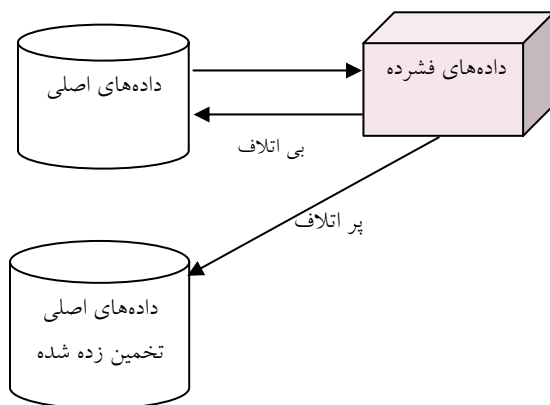 داده‌های اصلی
داده‌های فشرده
بی اتلاف
پر اتلاف
داده‌های اصلی
تخمین زده شده